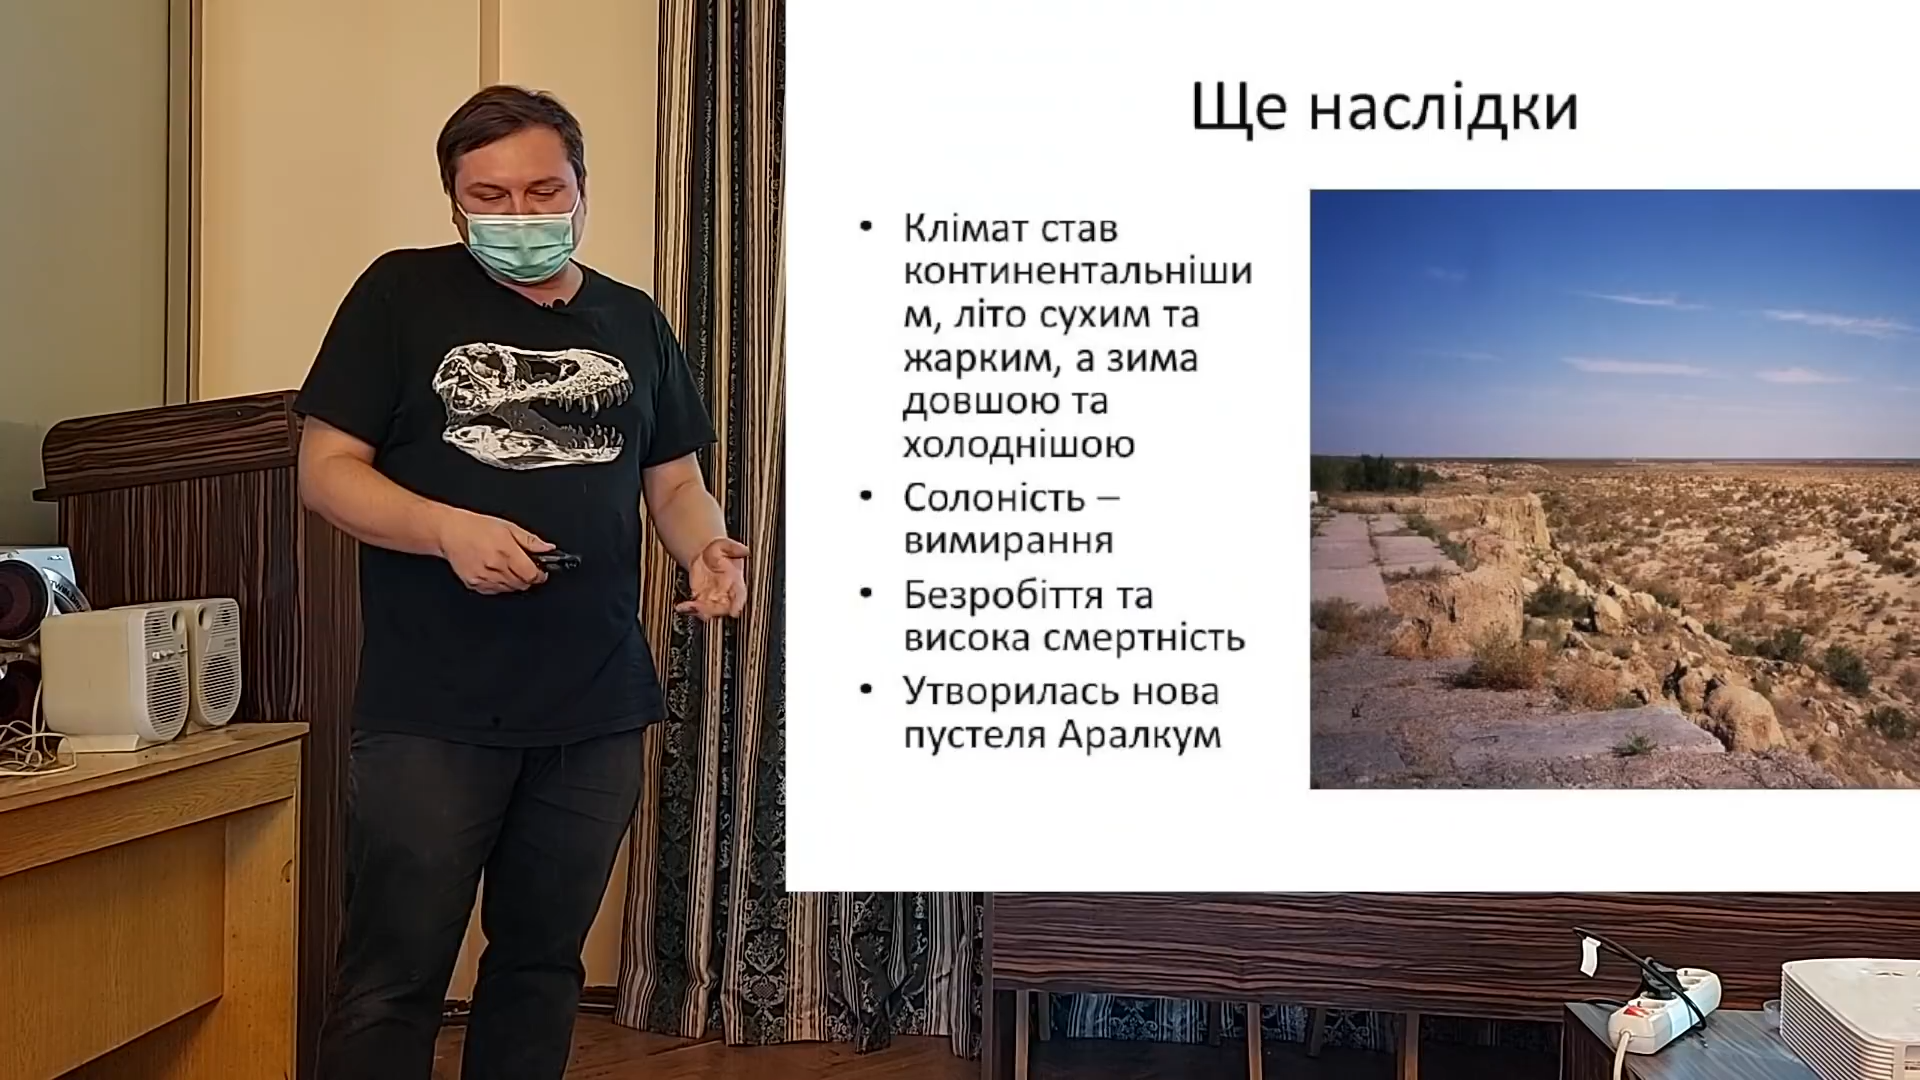 Ще наслідки
• Клімат став
континентальніши
м, літо сухим та
жарким, а зима
довшою та
холоднішою
• Солоність –
вимирання
• Безробіття та
висока смертність
• Утворилась нова
пустеля Аралкум